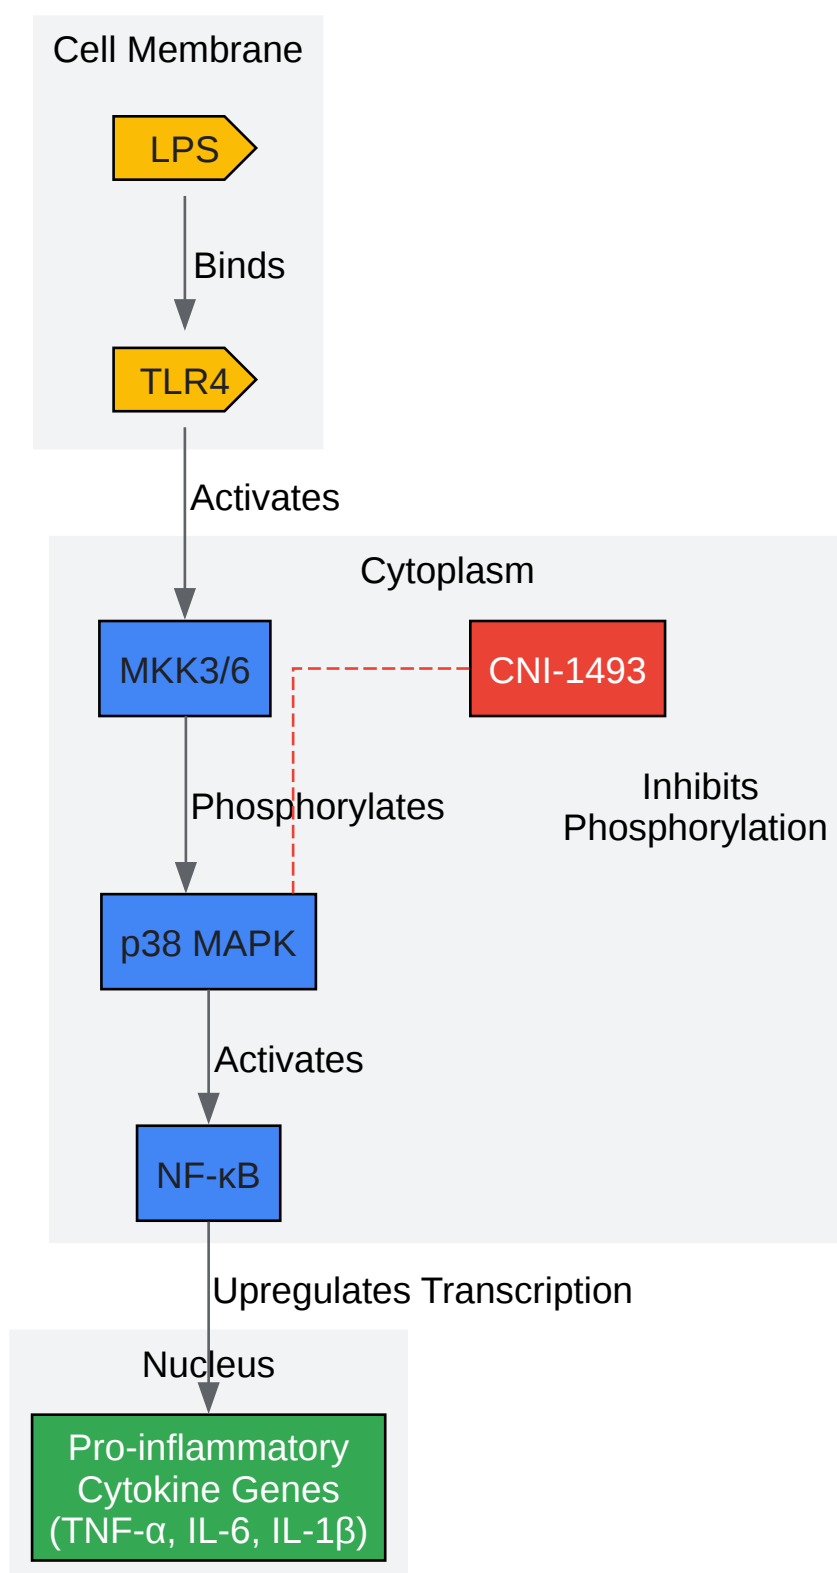 Cell Membrane
LPS
Binds
TLR4
Activates
Cytoplasm
MKK3/6
CNI-1493
Phosphorylates
Inhibits
Phosphorylation
p38 MAPK
Activates
NF-κB
Upregulates Transcription
Nucleus
Pro-inflammatory
Cytokine Genes
(TNF-α, IL-6, IL-1β)